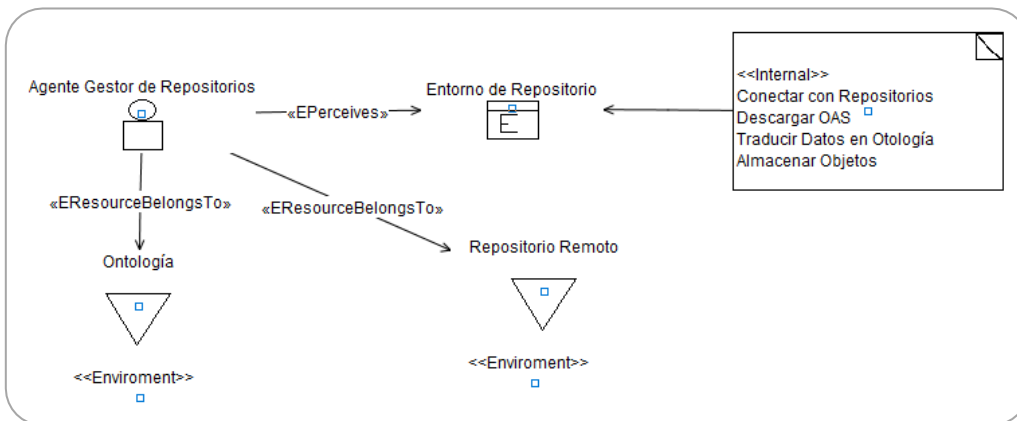 Agente Gestor de Repositorios
«EPerceives»
Entorno de Repositorio
E
<<Internal>>
Conectar con Repositorios
Descargar OAS
Traducir Datos en Otología
Almacenar Objetos
«EResourceBelongsTo»
«EResourceBelongsTo»
Ontología
Repositorio Remoto
<<Enviroment>>
<<Enviroment>>